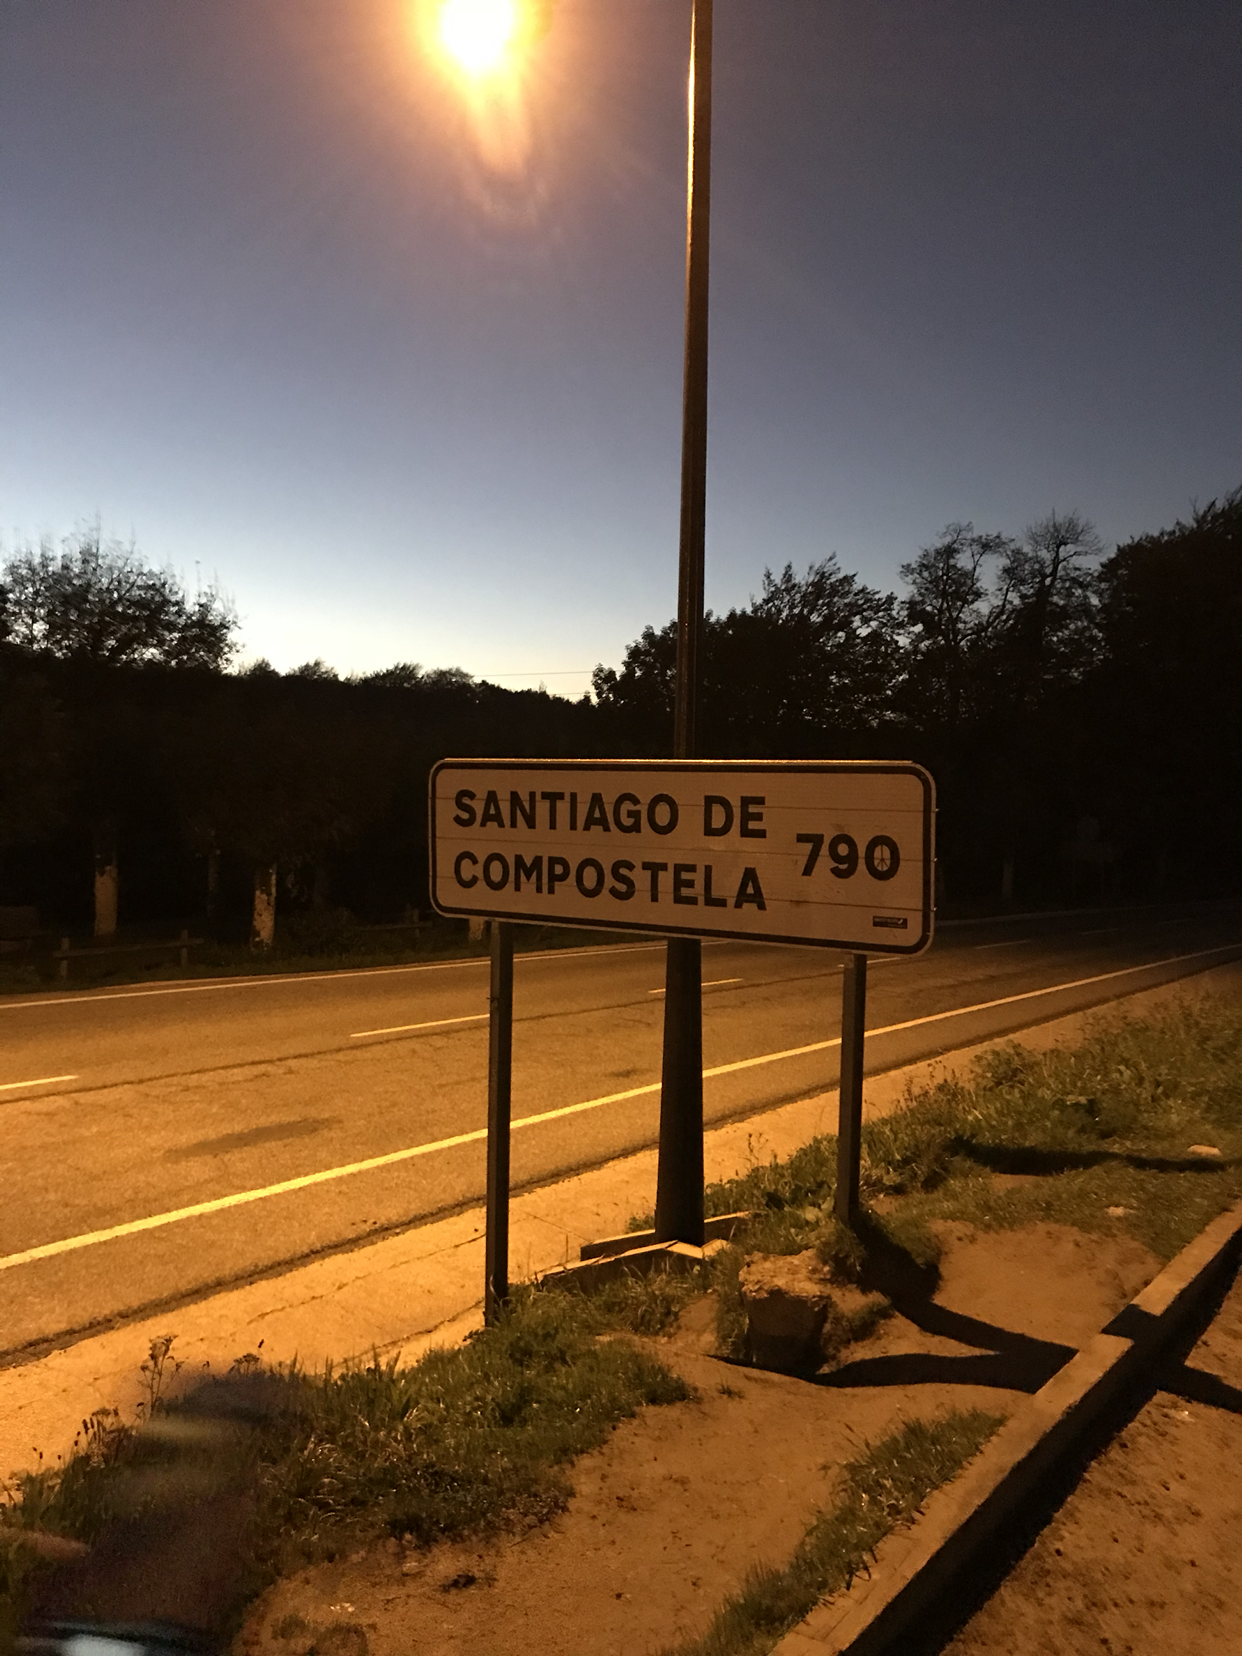 SANTIAGO DE
COMPOSTELA
790